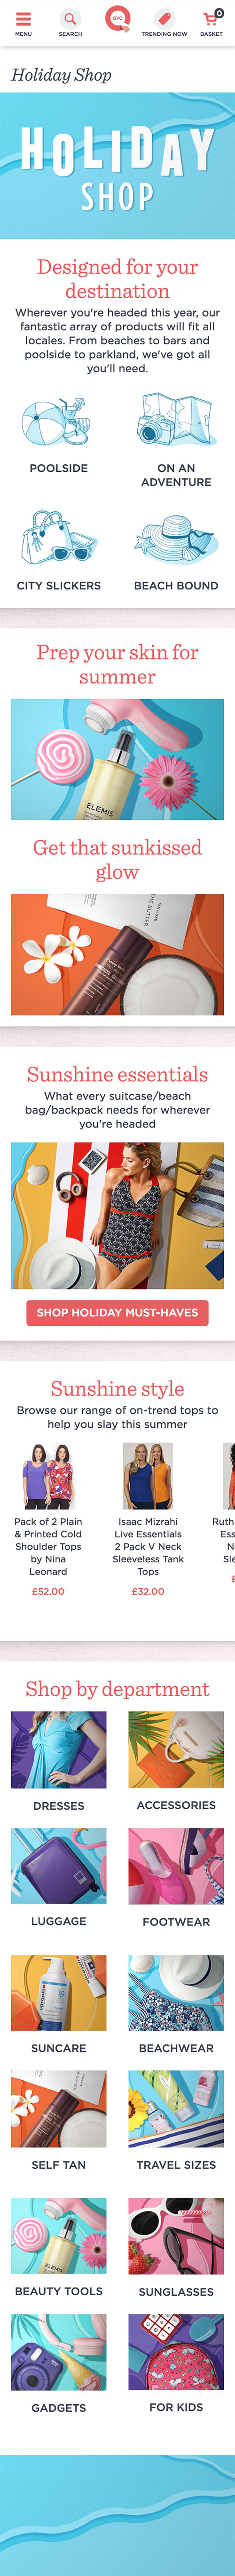 MENU SEARCH QVC TRENDING NOW BASKET 0
Holiday Shop
HOLIDAY
SHOP
Designed for your
destination
Wherever you're headed this year, our
fantastic array of products will fit all
locales. From beaches to bars and
poolside to parkland, we've got all
you'll need.
POOLSIDE
ON AN
ADVENTURE
CITY SLICKERS
BEACH BOUND
Prep your skin for
summer
ELEMIS
Get that sunkissed
glow
Sunshine essentials
What every suitcase/beach
bag/backpack needs for wherever
you're headed
SHOP HOLIDAY MUST-HAVES
Sunshine style
Browse our range of on-trend tops to
help you slay this summer
Pack of 2 Plain
& Printed Cold
Shoulder Tops
by Nina
Leonard
£52.00
Isaac Mizrahi
Live Essentials
2 Pack V Neck
Sleeveless Tank
Tops
£32.00
Ruth
Ess
N
Sle
£
Shop by department
DRESSES
ACCESSORIES
LUGGAGE
FOOTWEAR
SUNCARE
BEACHWEAR
SELF TAN
TRAVEL SIZES
ELEMIS
BEAUTY TOOLS
SUNGLASSES
GADGETS
FOR KIDS